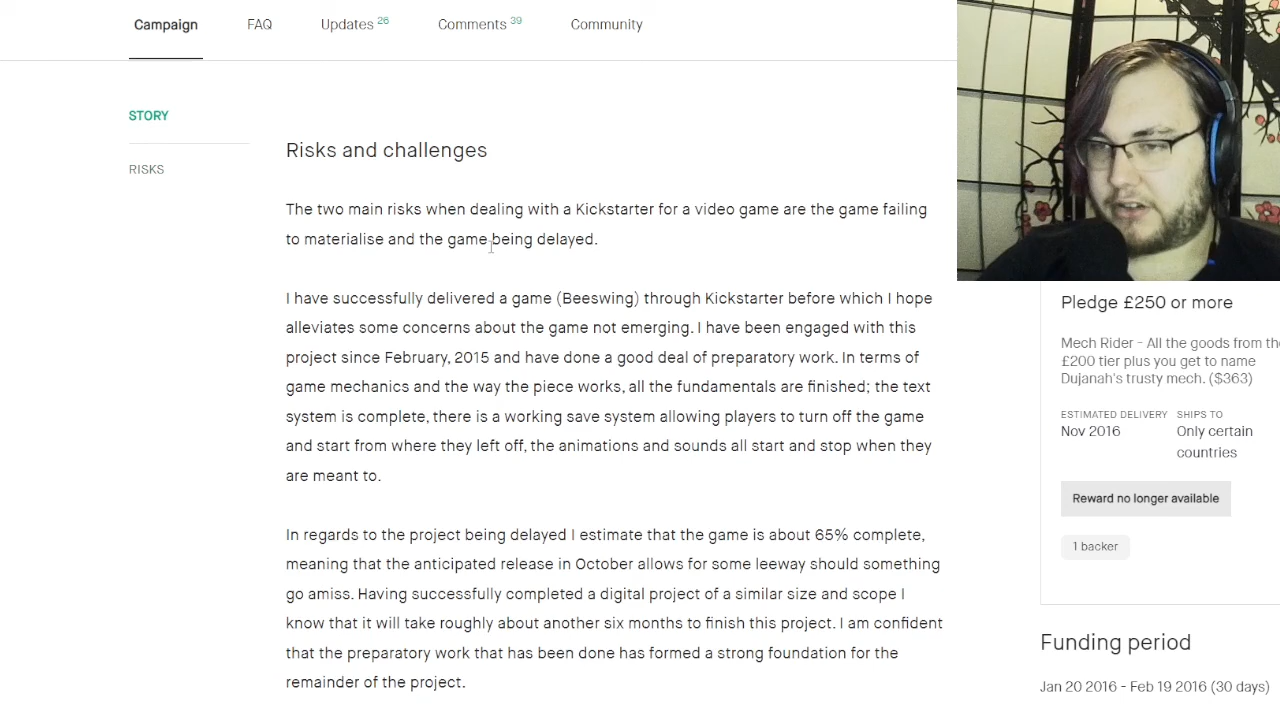 Campaign FAQ Updates 26 Comments 39 Community
STORY
RISKS
Risks and challenges
The two main risks when dealing with a Kickstarter for a video game are the game failing
to materialise and the game being delayed.
I have successfully delivered a game (Beeswing) through Kickstarter before which I hope
alleviates some concerns about the game not emerging. I have been engaged with this
project since February, 2015 and have done a good deal of preparatory work. In terms of
game mechanics and the way the piece works, all the fundamentals are finished; the text
system is complete, there is a working save system allowing players to turn off the game
and start from where they left off, the animations and sounds all start and stop when they
are meant to.
In regards to the project being delayed I estimate that the game is about 65% complete,
meaning that the anticipated release in October allows for some leeway should something
go amiss. Having successfully completed a digital project of a similar size and scope I
know that it will take roughly about another six months to finish this project. I am confident
that the preparatory work that has been done has formed a strong foundation for the
remainder of the project.
Pledge £250 or more
Mech Rider - All the goods from the
£200 tier plus you get to name
Dujanah's trusty mech. ($363)
ESTIMATED DELIVERY SHIPS TO
Nov 2016 Only certain
countries
Reward no longer available
1 backer
Funding period
Jan 20 2016 - Feb 19 2016 (30 days)